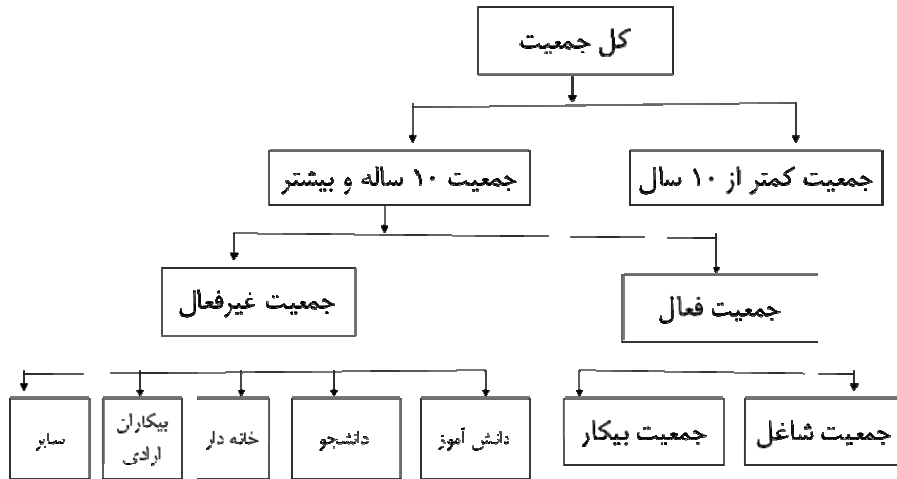 کل جمعیت
جمعیت کمتر از ۱۰ سال
جمعیت ۱۰ ساله و بیشتر
جمعیت فعال
جمعیت غیرفعال
جمعیت شاغل
جمعیت بیکار
دانش آموز
دانشجو
خانه دار
بیکاران
ارادی
سایر